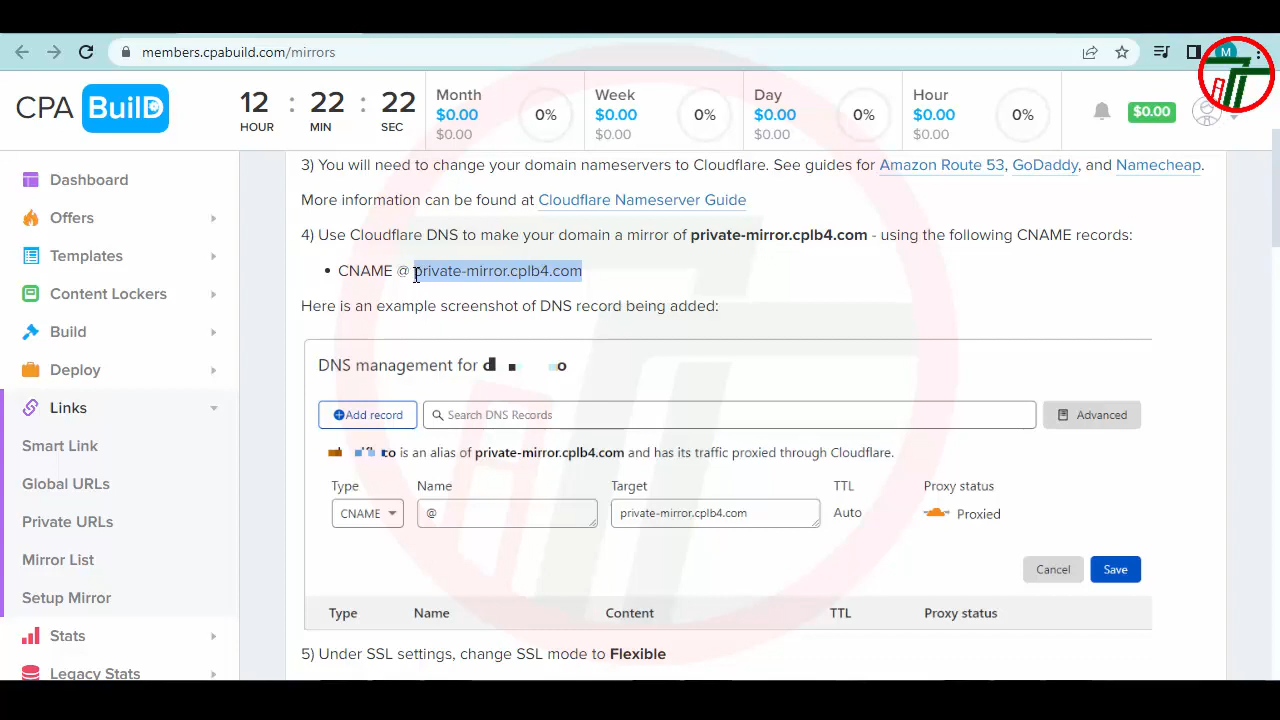 members.cpabuild.com/mirrors
M
CPA BuilD
12 : 22 : 22
HOUR MIN SEC
Month
$0.00
$0.00
0%
Week
$0.00
$0.00
0%
Day
$0.00
$0.00
0%
Hour
$0.00
$0.00
0%
$0.00
Dashboard
Offers
Templates
Content Lockers
Build
Deploy
Links
Smart Link
Global URLs
Private URLs
Mirror List
Setup Mirror
Stats
Legacy Stats
3) You will need to change your domain nameservers to Cloudflare. See guides for Amazon Route 53, GoDaddy, and Namecheap.
More information can be found at Cloudflare Nameserver Guide
4) Use Cloudflare DNS to make your domain a mirror of private-mirror.cplb4.com - using the following CNAME records:
• CNAME @ private-mirror.cplb4.com
Here is an example screenshot of DNS record being added:
DNS management for
Add record
Search DNS Records
Advanced
is an alias of private-mirror.cplb4.com and has its traffic proxied through Cloudflare.
Type Name Target TTL Proxy status
CNAME @ private-mirror.cplb4.com Auto Proxied
Cancel Save
Type Name Content TTL Proxy status
5) Under SSL settings, change SSL mode to Flexible